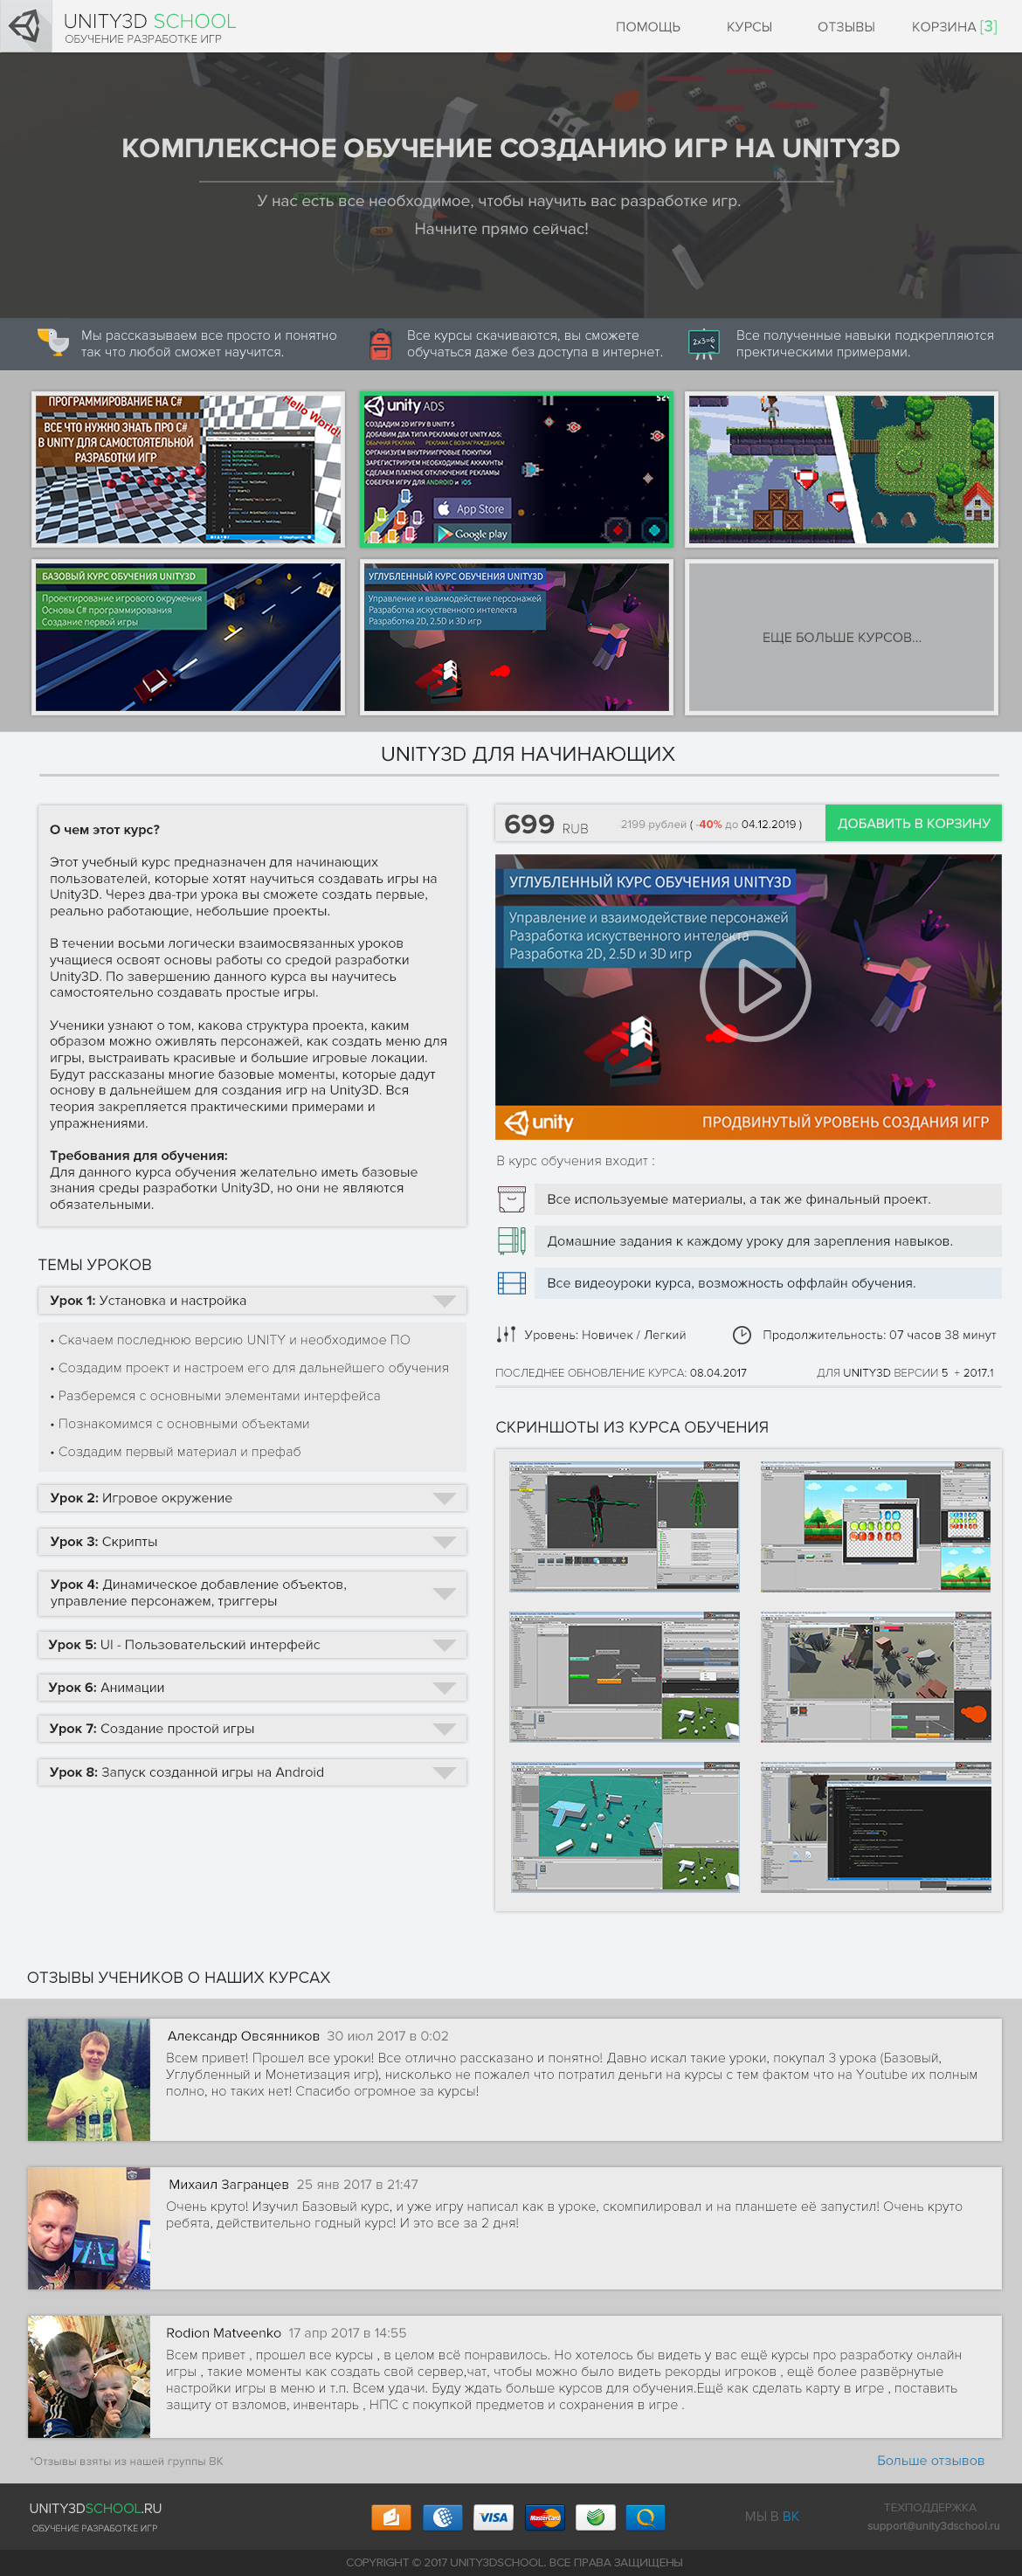 UNITY3D SCHOOL
ОБУЧЕНИЕ РАЗРАБОТКЕ ИГР
ПОМОЩЬ
КУРСЫ
ОТЗЫВЫ
КОРЗИНА [3]
КОМПЛЕКСНОЕ ОБУЧЕНИЕ СОЗДАНИЮ ИГР НА UNITY3D
У нас есть все необходимое, чтобы научить вас разработке игр.
Начните прямо сейчас!
Мы рассказываем все просто и понятно
так что любой сможет научится.
Все курсы скачиваются, вы сможете
обучаться даже без доступа в интернет.
2x3=6
Все полученные навыки подкрепляются
пректическими примерами.
ПРОГРАММИРОВАНИЕ НА C#
ВСЕ ЧТО НУЖНО ЗНАТЬ ПРО C#
В UNITY ДЛЯ САМОСТОЯТЕЛЬНОЙ
РАЗРАБОТКИ ИГР
Hello World!
unity ADS
СОЗДАДИМ 2D ИГРУ В UNITY 5
ДОБАВИМ ДВА ТИПА РЕКЛАМЫ ОТ UNITY ADS:
ОБЫЧНАЯ РЕКЛАМА РЕКЛАМА С ВОЗНАГРАЖДЕНИЕМ
ОРГАНИЗУЕМ ВНУТРИИГРОВЫЕ ПОКУПКИ
ЗАРЕГИСТРИРУЕМ НЕОБХОДИМЫЕ АККАУНТЫ
СДЕЛАЕМ ПЛАТНОЕ ОТКЛЮЧЕНИЕ РЕКЛАМЫ
СОБЕРЕМ ИГРУ ДЛЯ ANDROID и iOS
App Store
Google play
БАЗОВЫЙ КУРС ОБУЧЕНИЯ UNITY3D
Проектирование игрового окружения
Основы C# программирования
Создание первой игры
УГЛУБЛЕННЫЙ КУРС ОБУЧЕНИЯ UNITY3D
Управление и взаимодействие персонажей
Разработка искуственного интелекта
Разработка 2D, 2.5D и 3D игр
ЕЩЕ БОЛЬШЕ КУРСОВ...
UNITY3D ДЛЯ НАЧИНАЮЩИХ
О чем этот курс?
Этот учебный курс предназначен для начинающих
пользователей, которые хотят научиться создавать игры на
Unity3D. Через два-три урока вы сможете создать первые,
реально работающие, небольшие проекты.
В течении восьми логически взаимосвязанных уроков
учащиеся освоят основы работы со средой разработки
Unity3D. По завершению данного курса вы научитесь
самостоятельно создавать простые игры.
Ученики узнают о том, какова структура проекта, каким
образом можно оживлять персонажей, как создать меню для
игры, выстраивать красивые и большие игровые локации.
Будут рассказаны многие базовые моменты, которые дадут
основу в дальнейшем для создания игр на Unity3D. Вся
теория закрепляется практическими примерами и
упражнениями.
Требования для обучения:
Для данного курса обучения желательно иметь базовые
знания среды разработки Unity3D, но они не являются
обязательными.
ТЕМЫ УРОКОВ
Урок 1: Установка и настройка
• Скачаем последнюю версию UNITY и необходимое ПО
• Создадим проект и настроем его для дальнейшего обучения
• Разберемся с основными элементами интерфейса
• Познакомимся с основными объектами
• Создадим первый материал и префаб
Урок 2: Игровое окружение
Урок 3: Скрипты
Урок 4: Динамическое добавление объектов,
управление персонажем, триггеры
Урок 5: UI - Пользовательский интерфейс
Урок 6: Анимации
Урок 7: Создание простой игры
Урок 8: Запуск созданной игры на Android
699 RUB
2199 рублей ( -40% до 04.12.2019 )
ДОБАВИТЬ В КОРЗИНУ
УГЛУБЛЕННЫЙ КУРС ОБУЧЕНИЯ UNITY3D
Управление и взаимодействие персонажей
Разработка искуственного интелекта
Разработка 2D, 2.5D и 3D игр
unity
ПРОДВИНУТЫЙ УРОВЕНЬ СОЗДАНИЯ ИГР
В курс обучения входит :
Все используемые материалы, а так же финальный проект.
Домашние задания к каждому уроку для зарепления навыков.
Все видеоуроки курса, возможность оффлайн обучения.
Уровень: Новичек / Легкий
Продолжительность: 07 часов 38 минут
ПОСЛЕДНЕЕ ОБНОВЛЕНИЕ КУРСА: 08.04.2017
ДЛЯ UNITY3D ВЕРСИИ 5 + 2017.1
СКРИНШОТЫ ИЗ КУРСА ОБУЧЕНИЯ
ОТЗЫВЫ УЧЕНИКОВ О НАШИХ КУРСАХ
Александр Овсянников 30 июл 2017 в 0:02
Всем привет! Прошел все уроки! Все отлично рассказано и понятно! Давно искал такие уроки, покупал 3 урока (Базовый,
Углубленный и Монетизация игр), нисколько не пожалел что потратил деньги на курсы с тем фактом что на Youtube их полным
полно, но таких нет! Спасибо огромное за курсы!
Михаил Загранцев 25 янв 2017 в 21:47
Очень круто! Изучил Базовый курс, и уже игру написал как в уроке, скомпилировал и на планшете её запустил! Очень круто
ребята, действительно годный курс! И это все за 2 дня!
Rodion Matveenko 17 апр 2017 в 14:55
Всем привет , прошел все курсы , в целом всё понравилось. Но хотелось бы видеть у вас ещё курсы про разработку онлайн
игры , такие моменты как создать свой сервер,чат, чтобы можно было видеть рекорды игроков , ещё более развёрнутые
настройки игры в меню и т.п. Всем удачи. Буду ждать больше курсов для обучения.Ещё как сделать карту в игре , поставить
защиту от взломов, инвентарь , НПС с покупкой предметов и сохранения в игре .
*Отзывы взяты из нашей группы ВК
Больше отзывов
UNITY3DSCHOOL.RU
ОБУЧЕНИЕ РАЗРАБОТКЕ ИГР
VISA
MasterCard
МЫ В ВК
ТЕХПОДДЕРЖКА
support@unity3dschool.ru
COPYRIGHT © 2017 UNITY3DSCHOOL. ВСЕ ПРАВА ЗАЩИЩЕНЫ